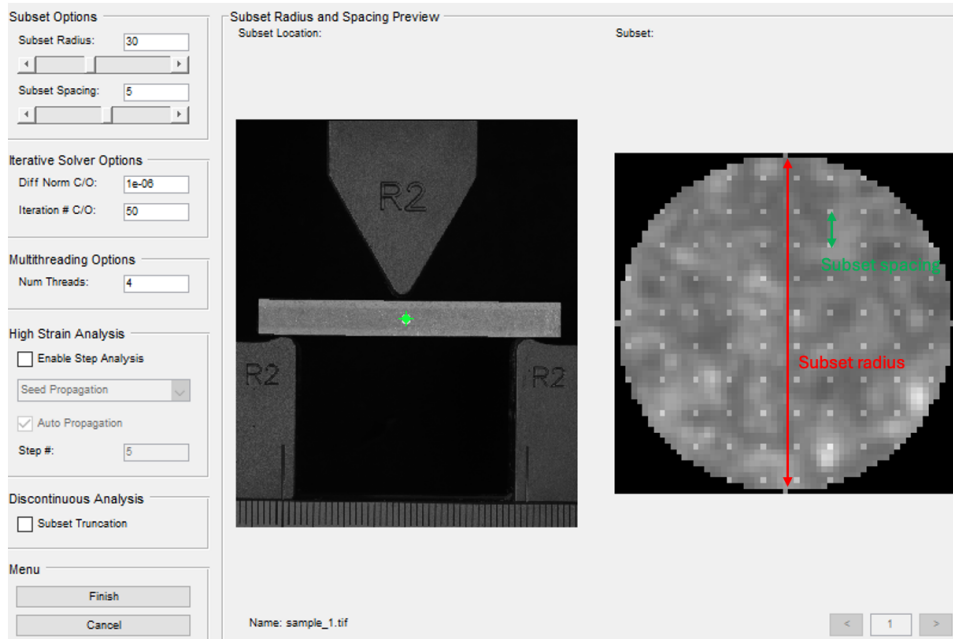 Subset Options
Subset Radius: 30
Subset Spacing: 5
Iterative Solver Options
Diff Norm C/O: 1e-06
Iteration # C/O: 50
Multithreading Options
Num Threads: 4
High Strain Analysis
Enable Step Analysis
Seed Propagation
Auto Propagation
Step #: 5
Discontinuous Analysis
Subset Truncation
Menu
Finish
Cancel
Subset Radius and Spacing Preview
Subset Location:
R2
R2 R2
Name: sample_1.tif
Subset:
Subset spacing
Subset radius
< 1 >